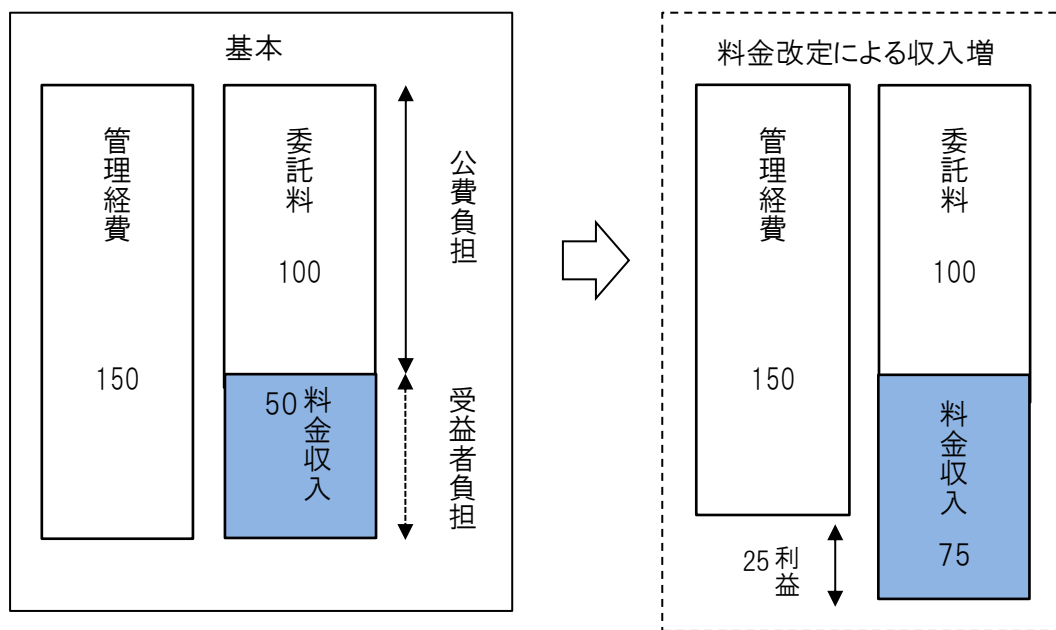 基本
管理経費
150
委託料
100
50
料金収入
公費負担
受益者負担
料金改定による収入増
管理経費
150
委託料
100
料金収入
75
25
利益